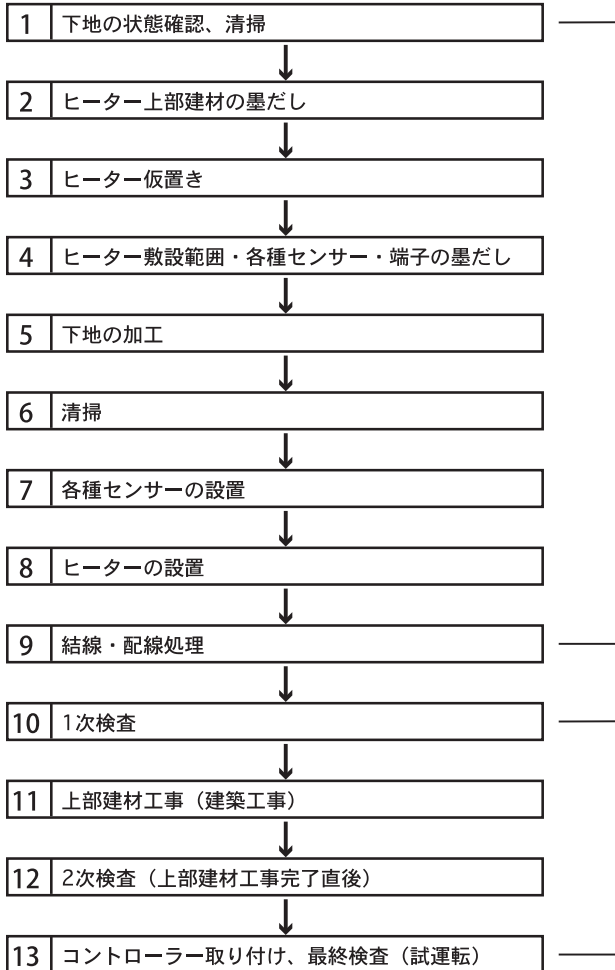 1 下地の状態確認、清掃
2 ヒーター上部建材の墨だし
3 ヒーター仮置き
4 ヒーター敷設範囲・各種センサー・端子の墨だし
5 下地の加工
6 清掃
7 各種センサーの設置
8 ヒーターの設置
9 結線・配線処理
10 1次検査
11 上部建材工事（建築工事）
12 2次検査（上部建材工事完了直後）
13 コントローラー取り付け、最終検査（試運転）